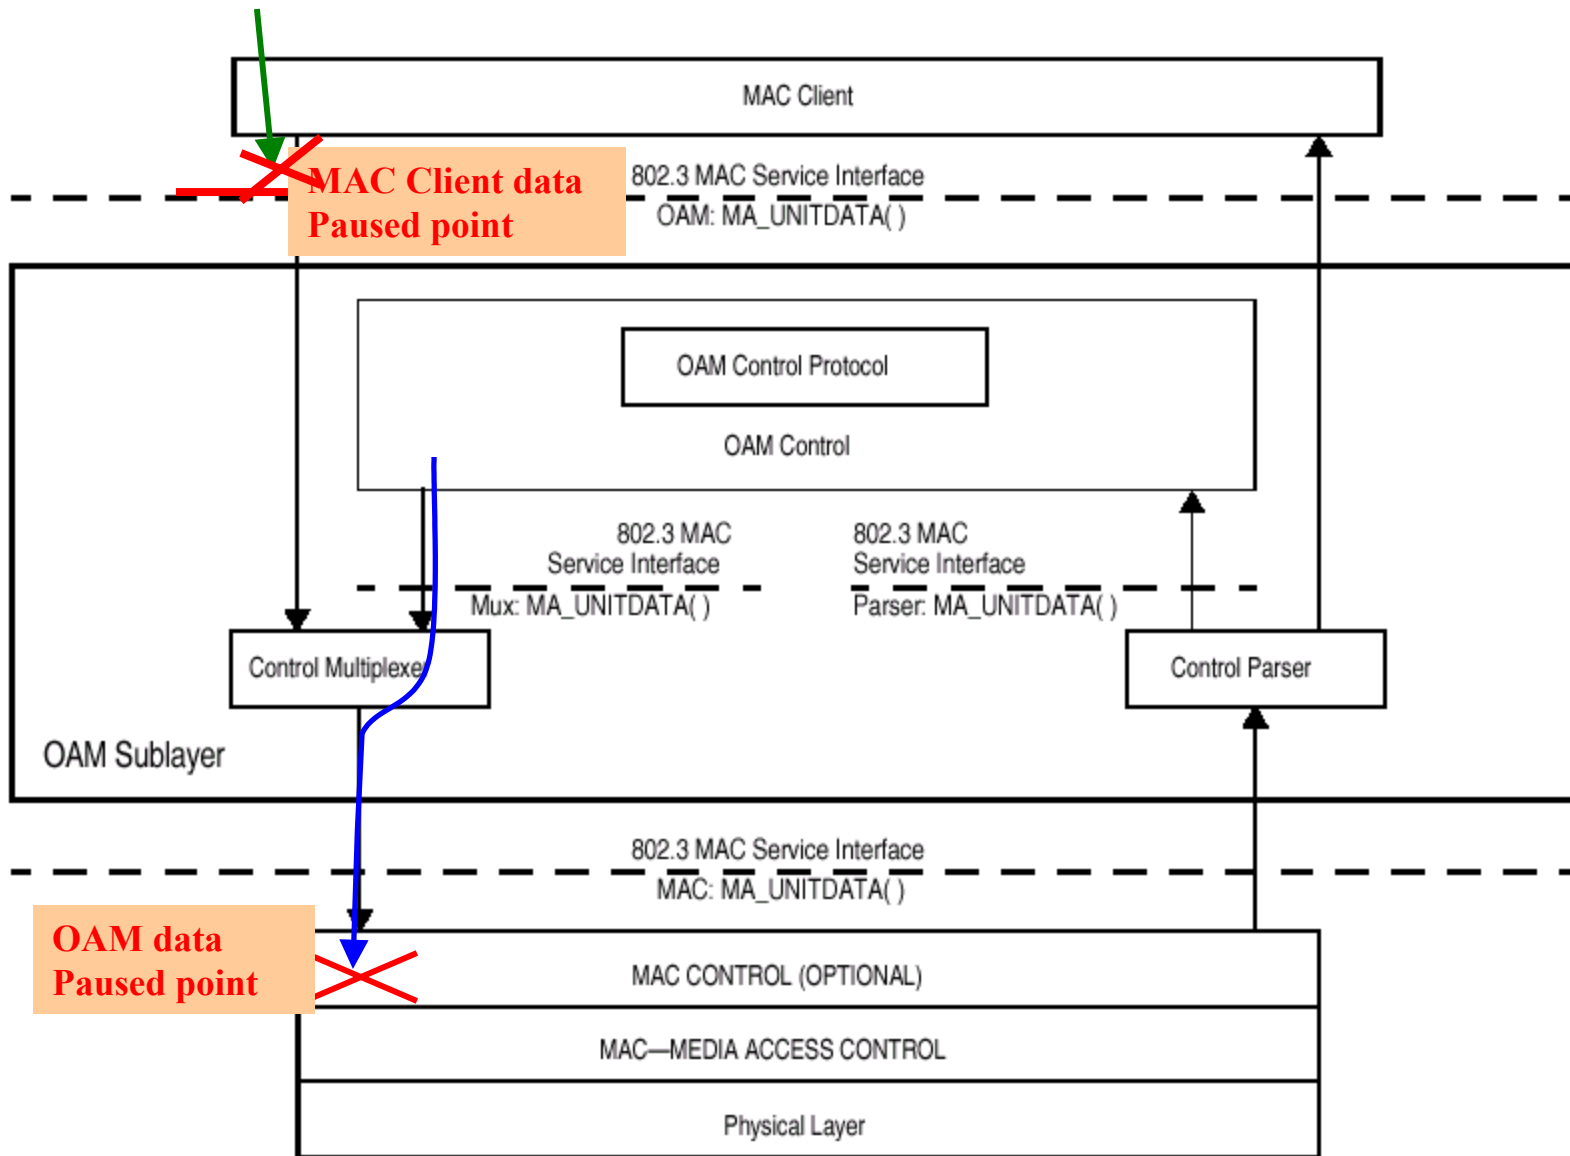 MAC Client
MAC Client data
Paused point
802.3 MAC Service Interface
OAM: MA_UNITDATA( )
OAM Control Protocol
OAM Control
802.3 MAC
Service Interface
Mux: MA_UNITDATA( )
802.3 MAC
Service Interface
Parser: MA_UNITDATA( )
Control Multiplexer
Control Parser
OAM Sublayer
802.3 MAC Service Interface
MAC: MA_UNITDATA( )
OAM data
Paused point
MAC CONTROL (OPTIONAL)
MAC—MEDIA ACCESS CONTROL
Physical Layer